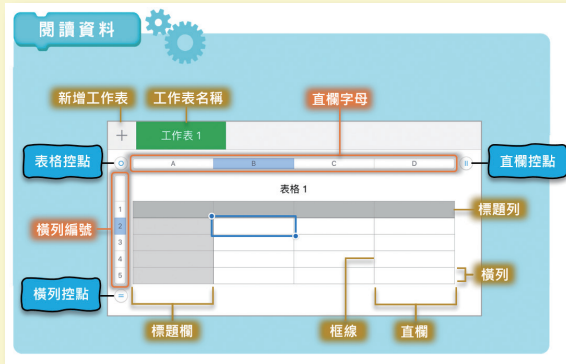 閱讀資料
新增工作表
工作表名稱
直欄字母
+
工作表 1
表格控點
A
B
C
D
直欄控點
表格 1
1
標題列
2
橫列編號
3
4
5
橫列
橫列控點
標題欄
框線
直欄